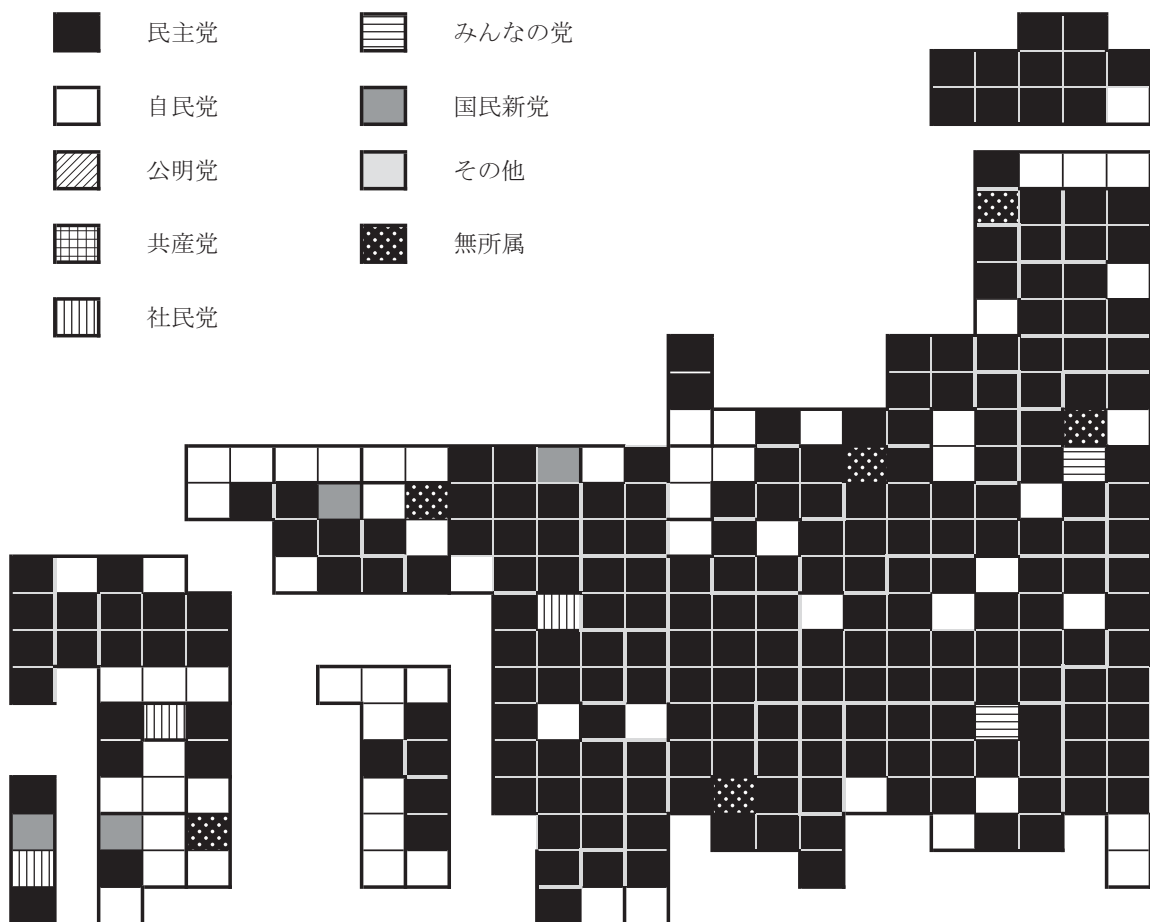 民主党
自民党
公明党
共産党
社民党
みんなの党
国民新党
その他
無所属